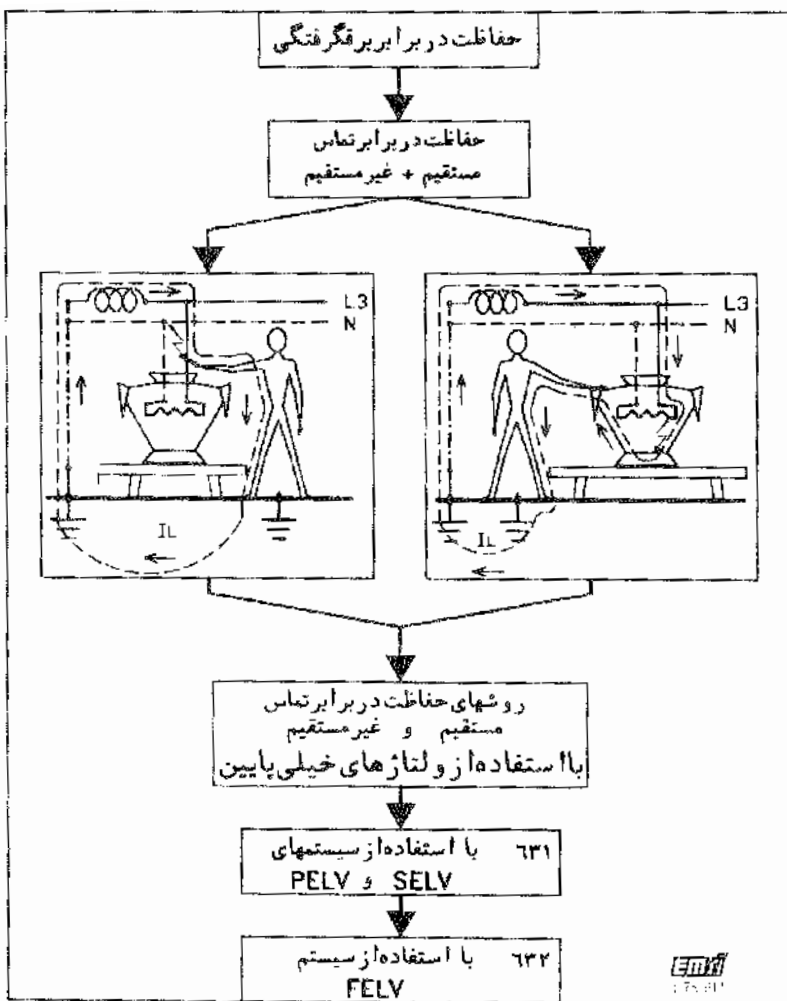 حفاظت در برابر برقگرفتگی
حفاظت در برابر تماس
مستقیم + غیر مستقیم
L3
N
IL
L3
N
IL
روشهای حفاظت در برابر تماس
مستقیم و غیر مستقیم
با استفاده از ولتاژهای خیلی پایین
۶۳۱ با استفاده از سیستمهای
SELV و PELV
۶۳۲ با استفاده از سیستم
FELV